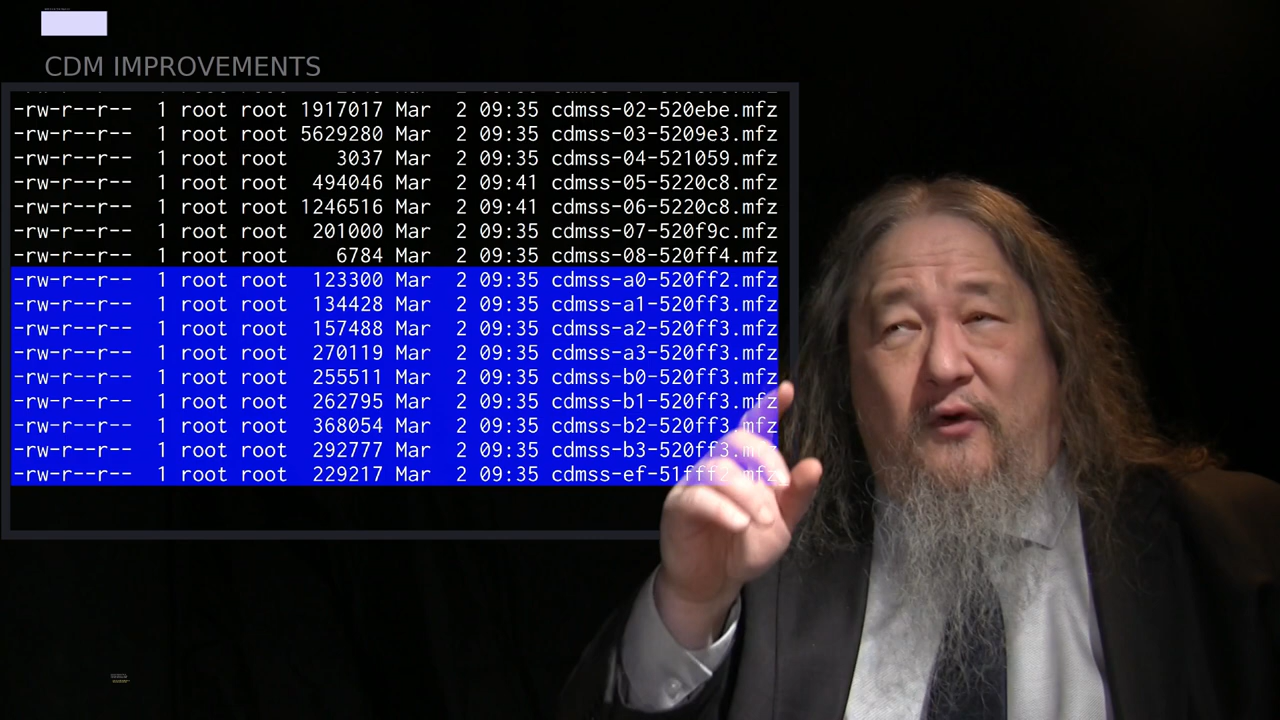 CDM IMPROVEMENTS
-rw-r--r-- 1 root root 1917017 Mar 2 09:35 cdmss-02-520ebe.mfz
-rw-r--r-- 1 root root 5629280 Mar 2 09:35 cdmss-03-5209e3.mfz
-rw-r--r-- 1 root root 3037 Mar 2 09:35 cdmss-04-521059.mfz
-rw-r--r-- 1 root root 494046 Mar 2 09:41 cdmss-05-5220c8.mfz
-rw-r--r-- 1 root root 1246516 Mar 2 09:41 cdmss-06-5220c8.mfz
-rw-r--r-- 1 root root 201000 Mar 2 09:35 cdmss-07-520f9c.mfz
-rw-r--r-- 1 root root 6784 Mar 2 09:35 cdmss-08-520ff4.mfz
-rw-r--r-- 1 root root 123300 Mar 2 09:35 cdmss-a0-520ff2.mfz
-rw-r--r-- 1 root root 134428 Mar 2 09:35 cdmss-a1-520ff3.mfz
-rw-r--r-- 1 root root 157488 Mar 2 09:35 cdmss-a2-520ff3.mfz
-rw-r--r-- 1 root root 270119 Mar 2 09:35 cdmss-a3-520ff3.mfz
-rw-r--r-- 1 root root 255511 Mar 2 09:35 cdmss-b0-520ff3.mfz
-rw-r--r-- 1 root root 262795 Mar 2 09:35 cdmss-b1-520ff3.mfz
-rw-r--r-- 1 root root 368054 Mar 2 09:35 cdmss-b2-520ff3.mfz
-rw-r--r-- 1 root root 292777 Mar 2 09:35 cdmss-b3-520ff3.mfz
-rw-r--r-- 1 root root 229217 Mar 2 09:35 cdmss-ef-51fff2.mfz